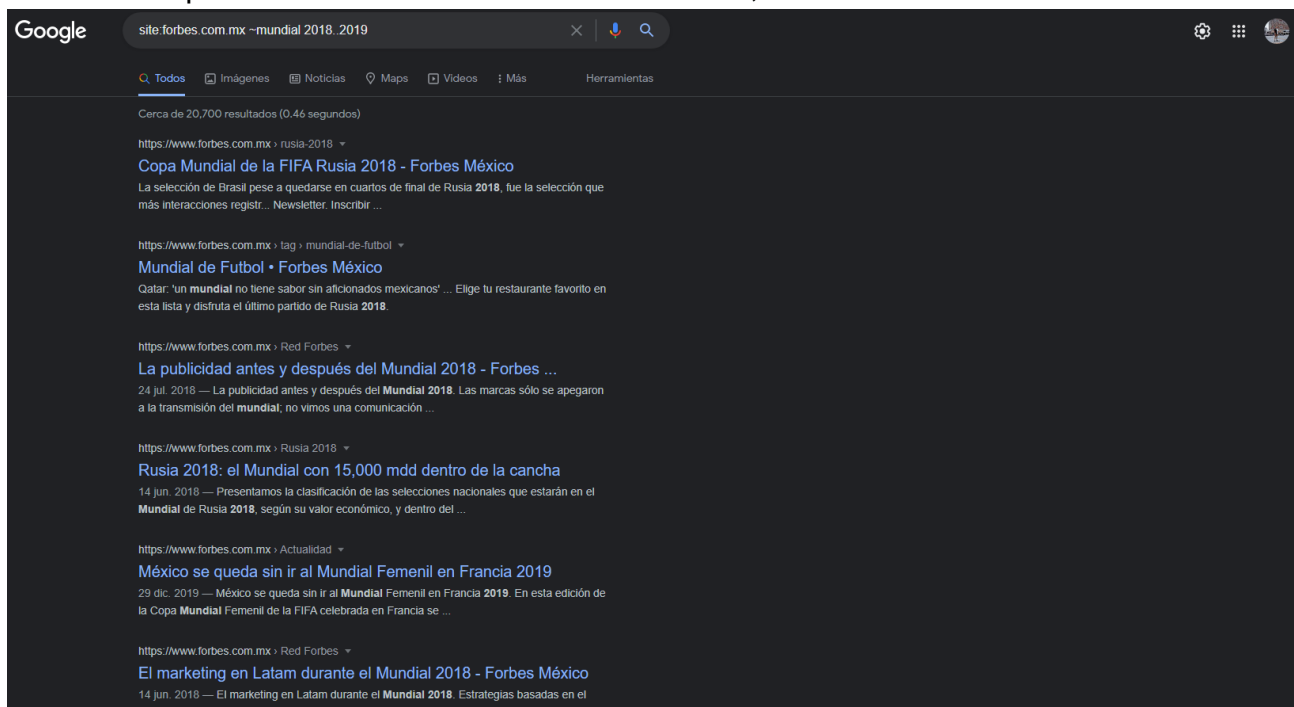 Google
site:forbes.com.mx ~mundial 2018..2019
Todos Imágenes Noticias Maps Videos Más Herramientas
Cerca de 20,700 resultados (0.46 segundos)
https://www.forbes.com.mx › rusia-2018
Copa Mundial de la FIFA Rusia 2018 - Forbes México
La selección de Brasil pese a quedarse en cuartos de final de Rusia 2018, fue la selección que
más interacciones registr... Newsletter. Inscribir ...
https://www.forbes.com.mx › tag › mundial-de-futbol
Mundial de Futbol • Forbes México
Qatar: 'un mundial no tiene sabor sin aficionados mexicanos' ... Elige tu restaurante favorito en
esta lista y disfruta el último partido de Rusia 2018.
https://www.forbes.com.mx › Red Forbes
La publicidad antes y después del Mundial 2018 - Forbes ...
24 jul. 2018 — La publicidad antes y después del Mundial 2018. Las marcas sólo se apegaron
a la transmisión del mundial; no vimos una comunicación ...
https://www.forbes.com.mx › Rusia 2018
Rusia 2018: el Mundial con 15,000 mdd dentro de la cancha
14 jun. 2018 — Presentamos la clasificación de las selecciones nacionales que estarán en el
Mundial de Rusia 2018, según su valor económico, y dentro del ...
https://www.forbes.com.mx › Actualidad
México se queda sin ir al Mundial Femenil en Francia 2019
29 dic. 2019 — México se queda sin ir al Mundial Femenil en Francia 2019. En esta edición de
la Copa Mundial Femenil de la FIFA celebrada en Francia se ...
https://www.forbes.com.mx › Red Forbes
El marketing en Latam durante el Mundial 2018 - Forbes México
14 jun. 2018 — El marketing en Latam durante el Mundial 2018. Estrategias basadas en el